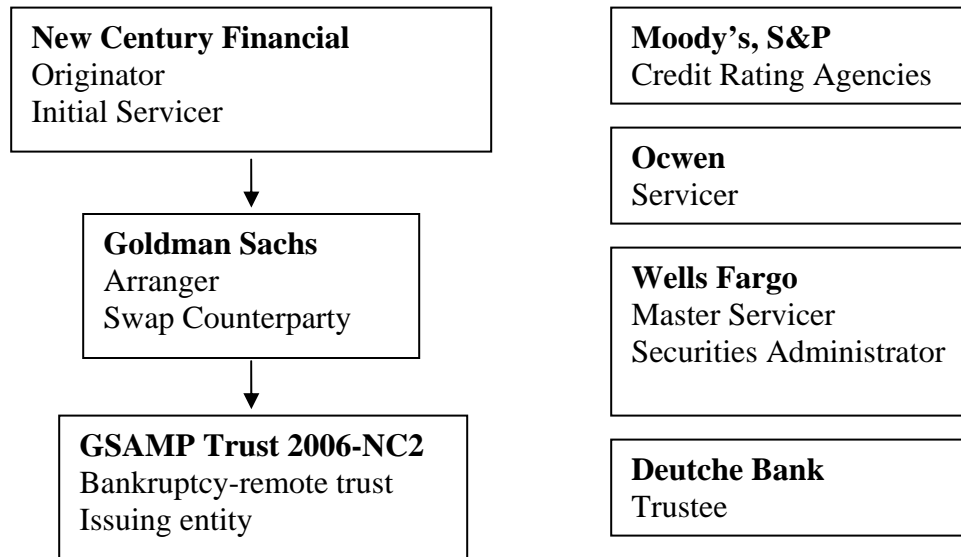 New Century Financial
Originator
Initial Servicer
Goldman Sachs
Arranger
Swap Counterparty
GSAMP Trust 2006-NC2
Bankruptcy-remote trust
Issuing entity
Moody’s, S&P
Credit Rating Agencies
Ocwen
Servicer
Wells Fargo
Master Servicer
Securities Administrator
Deutche Bank
Trustee